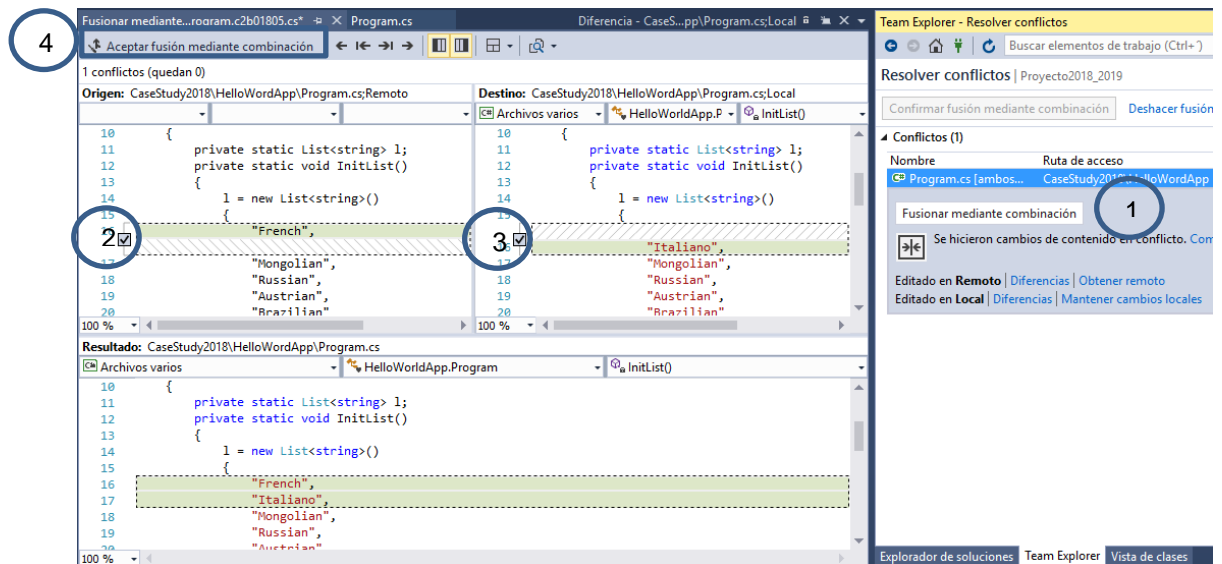 Fusionar mediante...rogram.c2b01805.cs*
Program.cs
Diferencia - CaseS...pp\Program.cs;Local
4
Aceptar fusión mediante combinación
1 conflictos (quedan 0)
Origen: CaseStudy2018\HelloWordApp\Program.cs;Remoto
10 {
11 private static List<string> l;
12 private static void InitList()
13 {
14 l = new List<string>()
15 {
2
"French",
17 "Mongolian",
18 "Russian",
19 "Austrian",
20 "Brazilian"
100 %
Destino: CaseStudy2018\HelloWordApp\Program.cs;Local
Archivos varios
HelloWorldApp.P
InitList()
10 {
11 private static List<string> l;
12 private static void InitList()
13 {
14 l = new List<string>()
15 {
3
16 "Italiano",
17 "Mongolian",
18 "Russian",
19 "Austrian",
20 "Brazilian"
100 %
Resultado: CaseStudy2018\HelloWordApp\Program.cs
Archivos varios
HelloWorldApp.Program
InitList()
10 {
11 private static List<string> l;
12 private static void InitList()
13 {
14 l = new List<string>()
15 {
16 "French",
17 "Italiano",
18 "Mongolian",
19 "Russian",
20 "Austrian"
100 %
Team Explorer - Resolver conflictos
Buscar elementos de trabajo (Ctrl+´)
Resolver conflictos | Proyecto2018_2019
Confirmar fusión mediante combinación
Deshacer fusión
Conflictos (1)
Nombre
Ruta de acceso
Program.cs [ambos...
CaseStudy2018\HelloWordApp
Fusionar mediante combinación
1
Se hicieron cambios de contenido en conflicto. Com
Editado en Remoto | Diferencias | Obtener remoto
Editado en Local | Diferencias | Mantener cambios locales
Explorador de soluciones
Team Explorer
Vista de clases